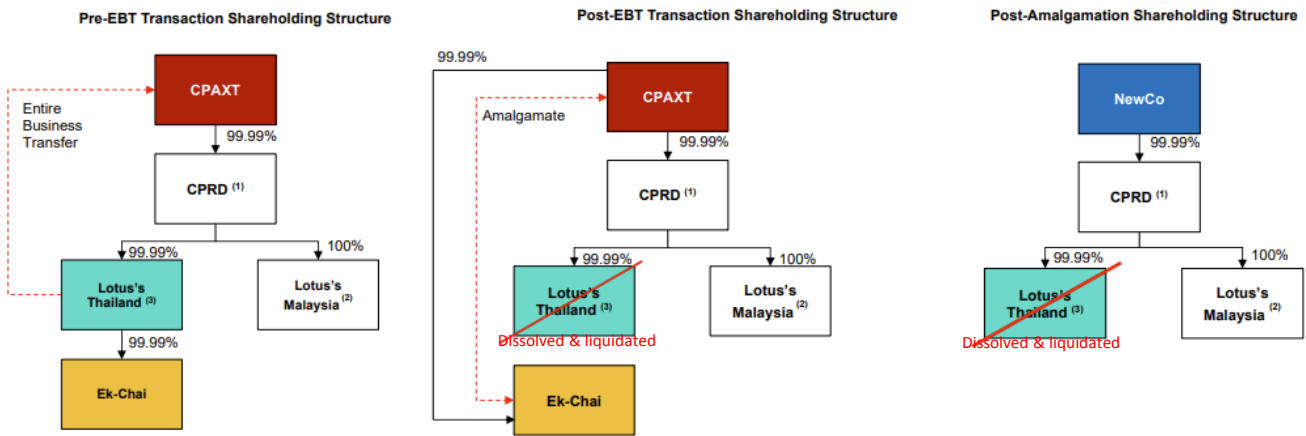 Pre-EBT Transaction Shareholding Structure
CPAXT
Entire
Business
Transfer
99.99%
CPRD (1)
99.99%
100%
Lotus's
Thailand (3)
Lotus's
Malaysia (2)
99.99%
Ek-Chai
Post-EBT Transaction Shareholding Structure
99.99%
CPAXT
Amalgamate
99.99%
CPRD (1)
99.99%
100%
Lotus's
Thailand (3)
Dissolved & liquidated
Lotus's
Malaysia (2)
Ek-Chai
Post-Amalgamation Shareholding Structure
NewCo
99.99%
CPRD (1)
99.99%
100%
Lotus's
Thailand (3)
Dissolved & liquidated
Lotus's
Malaysia (2)